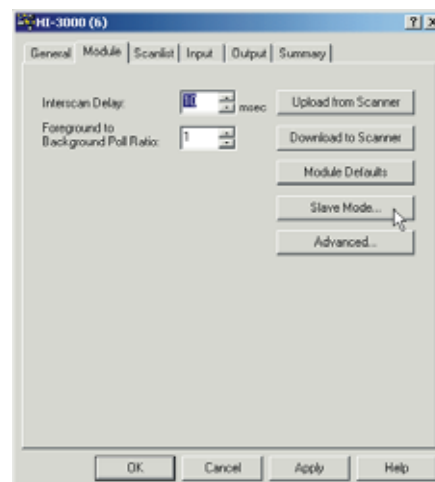 HI-3000 (6)
General Module Scanlist Input Output Summary
Interscan Delay: 10 msec Upload from Scanner
Foreground to
Background Poll Ratio: 1 Download to Scanner
Module Defaults
Slave Mode...
Advanced...
OK Cancel Apply Help